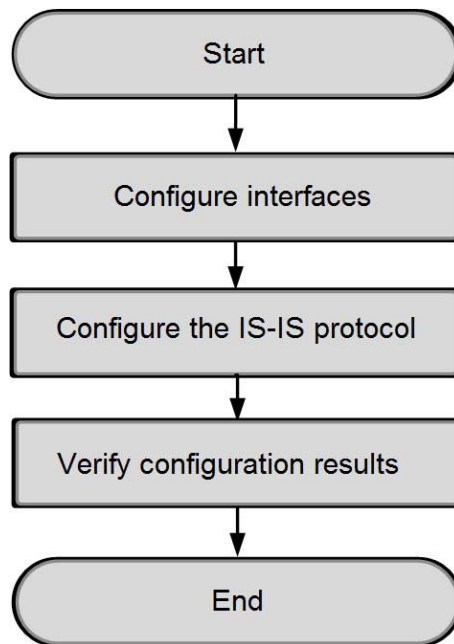 Start
Configure interfaces
Configure the IS-IS protocol
Verify configuration results
End